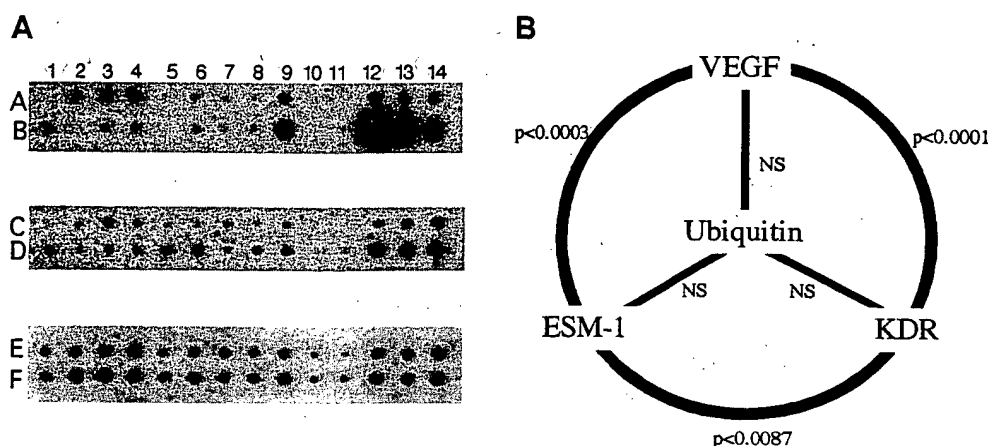 A
1 2 3 4 5 6 7 8 9 10 11 12 13 14
A
B
C
D
E
F
B
VEGF
p<0.0003
p<0.0001
NS
Ubiquitin
NS
NS
ESM-1
KDR
p<0.0087